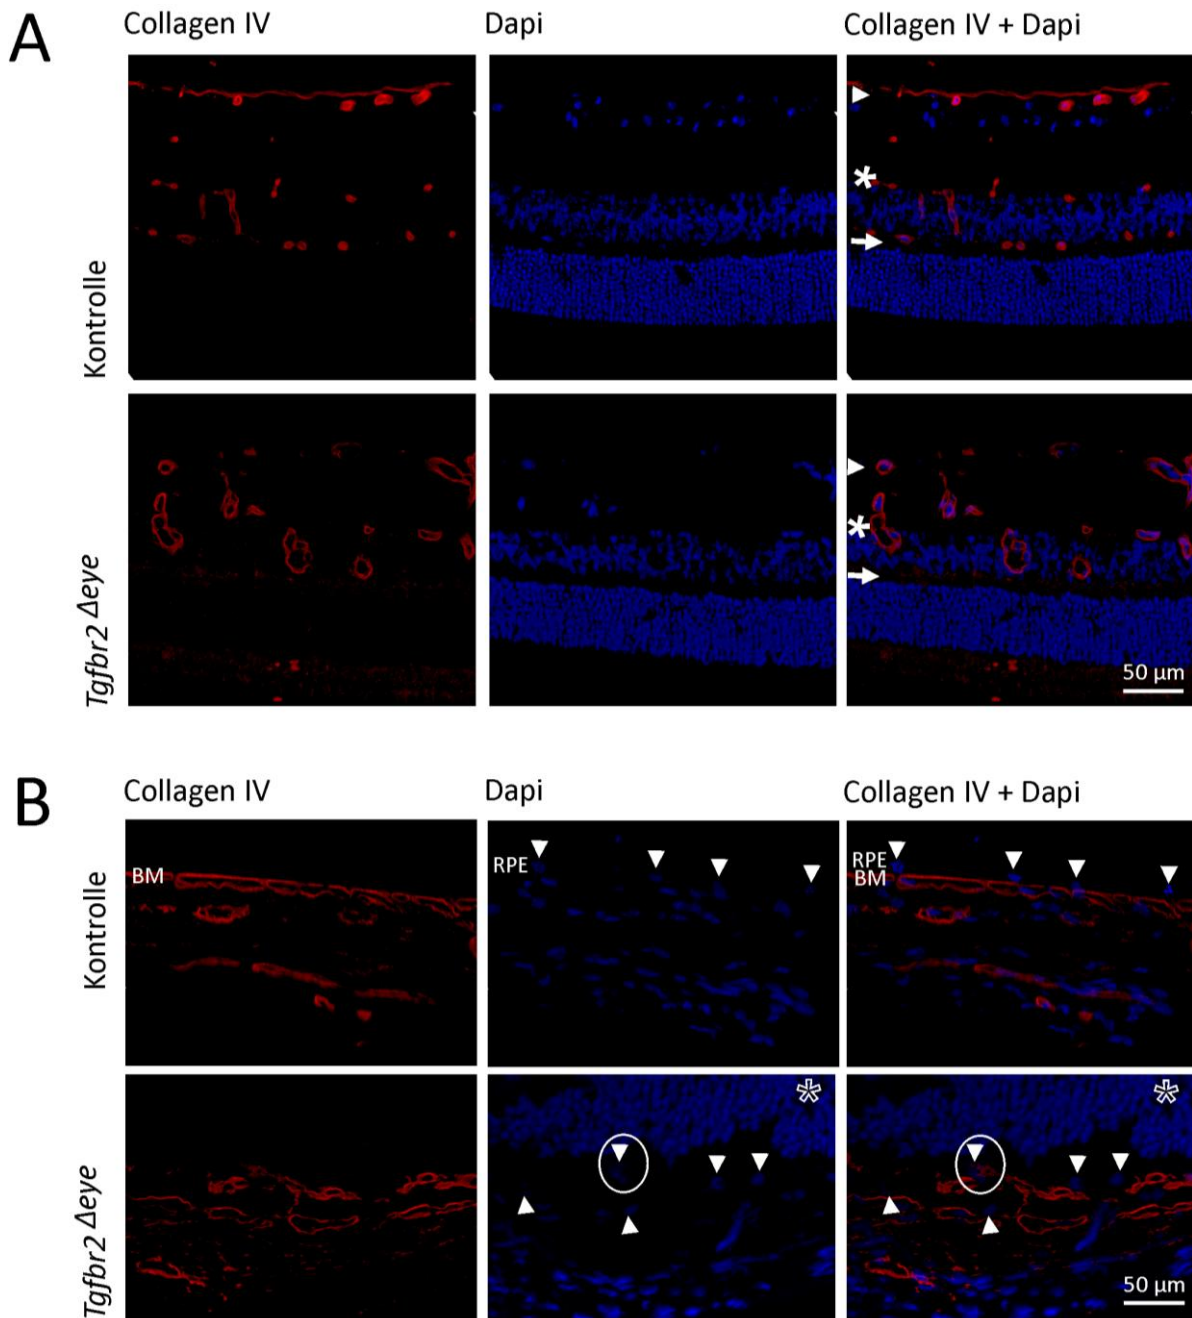 A
Collagen IV
Dapi
Collagen IV + Dapi
Kontrolle
*
Tgfbr2 Δeye
*
50 µm
B
Collagen IV
Dapi
Collagen IV + Dapi
Kontrolle
BM
RPE
RPE
BM
Tgfbr2 Δeye
*
*
50 µm